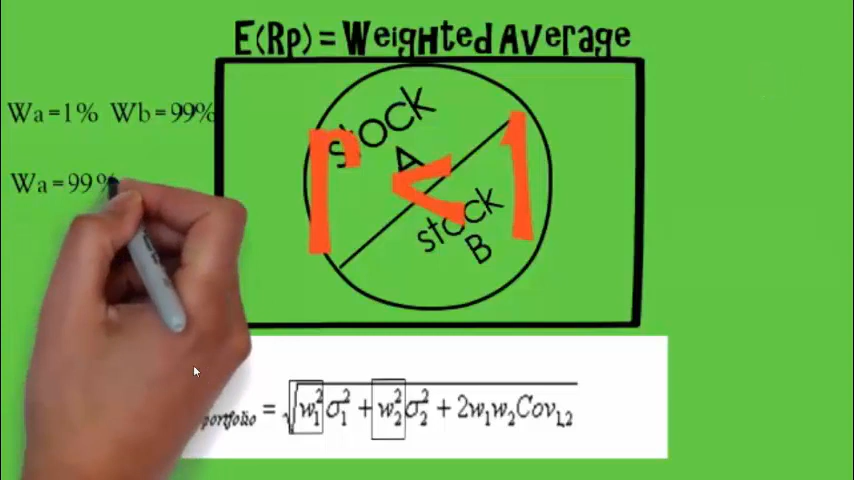 E(Rp) = Weighted Average
Wa = 1% Wb = 99%
Wa = 99%
stock
A
r < 1
stock
B
portfolio = √w₁²σ₁² + w₂²σ₂² + 2w₁w₂Cov₁,₂